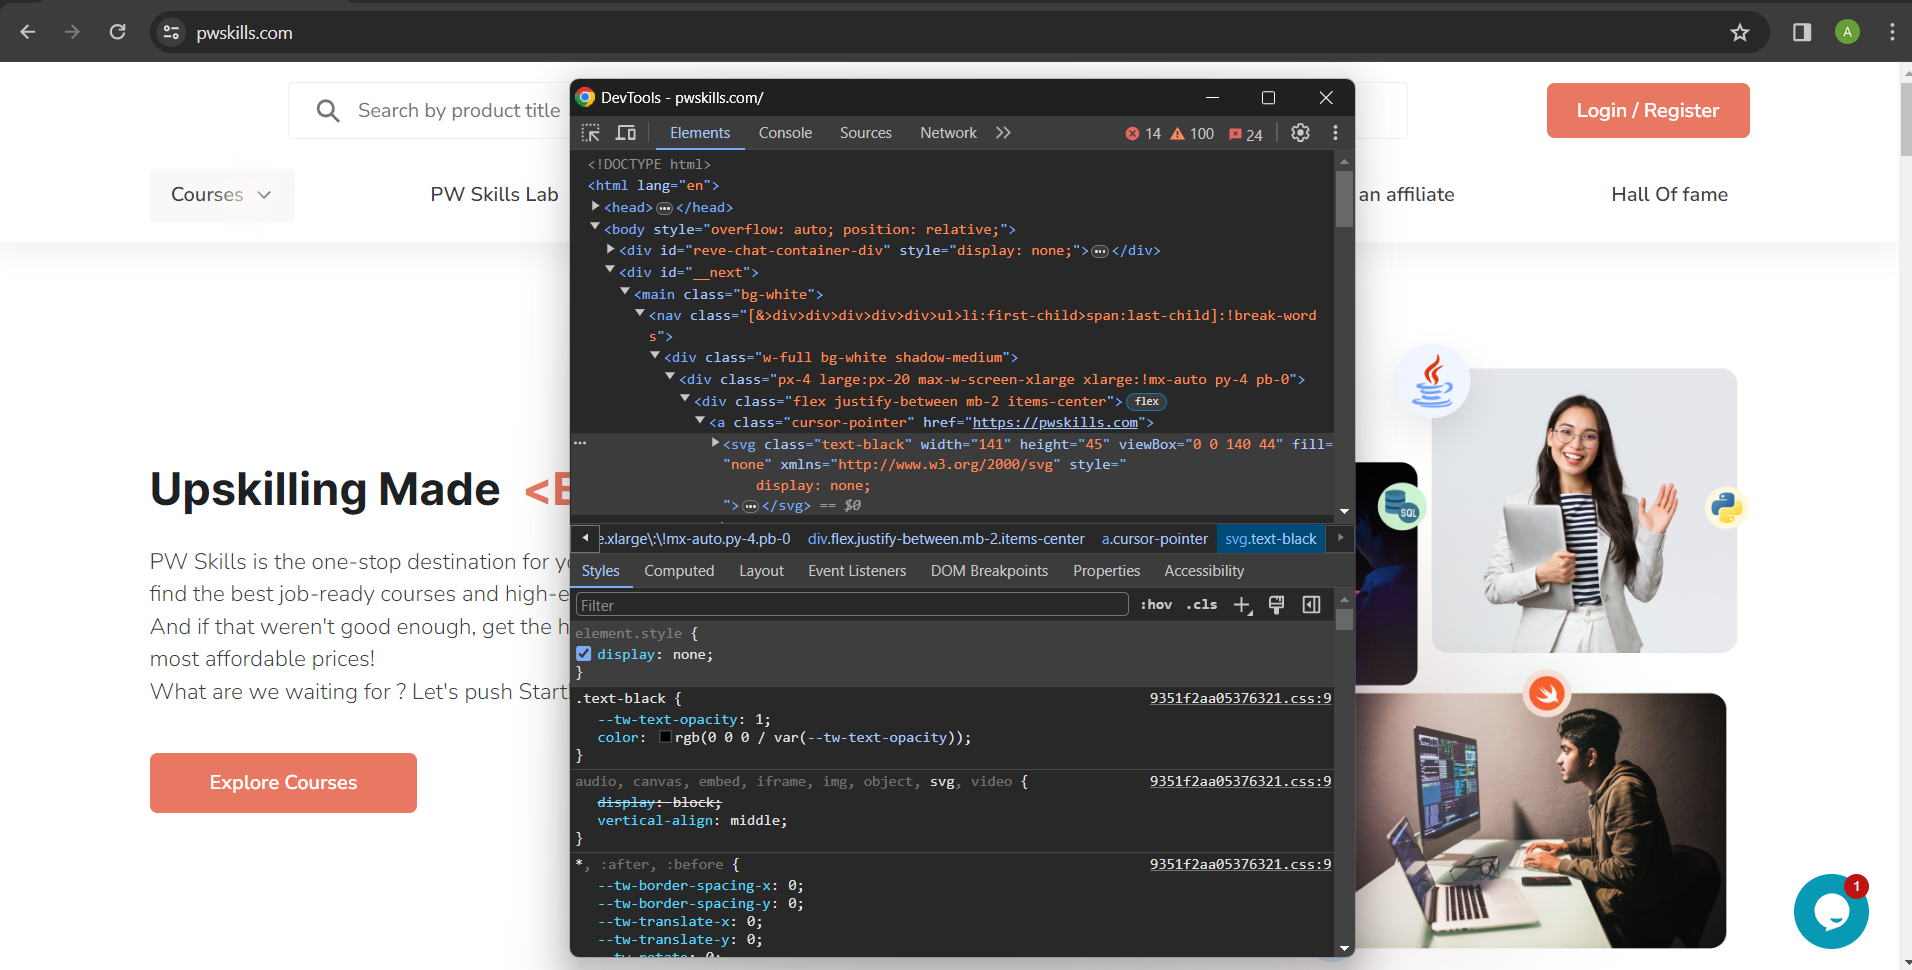 pwskills.com
A
Search by product title
Login / Register
Courses
PW Skills Lab
an affiliate
Hall Of fame
Upskilling Made <E
PW Skills is the one-stop destination for yo
find the best job-ready courses and high-e
And if that weren't good enough, get the h
most affordable prices!
What are we waiting for ? Let's push Start!
Explore Courses
SQL
1
DevTools - pwskills.com/
Elements Console Sources Network 14 100 24
<!DOCTYPE html>
<html lang="en">
<head>…</head>
<body style="overflow: auto; position: relative;">
<div id="reve-chat-container-div" style="display: none;">…</div>
<div id="__next">
<main class="bg-white">
<nav class="[&>div>div>div>div>div>ul>li:first-child>span:last-child]:!break-word
s">
<div class="w-full bg-white shadow-medium">
<div class="px-4 large:px-20 max-w-screen-xlarge xlarge:!mx-auto py-4 pb-0">
<div class="flex justify-between mb-2 items-center"> flex
<a class="cursor-pointer" href="https://pwskills.com">
<svg class="text-black" width="141" height="45" viewBox="0 0 140 44" fill=
"none" xmlns="http://www.w3.org/2000/svg" style="
display: none;
">…</svg> == $0
e.xlarge\:\!mx-auto.py-4.pb-0 div.flex.justify-between.mb-2.items-center a.cursor-pointer svg.text-black
Styles Computed Layout Event Listeners DOM Breakpoints Properties Accessibility
Filter :hov .cls
element.style {
display: none;
}
.text-black { 9351f2aa05376321.css:9
--tw-text-opacity: 1;
color: rgb(0 0 0 / var(--tw-text-opacity));
}
audio, canvas, embed, iframe, img, object, svg, video { 9351f2aa05376321.css:9
display: block;
vertical-align: middle;
}
*, :after, :before { 9351f2aa05376321.css:9
--tw-border-spacing-x: 0;
--tw-border-spacing-y: 0;
--tw-translate-x: 0;
--tw-translate-y: 0;
--tw-rotate: 0;